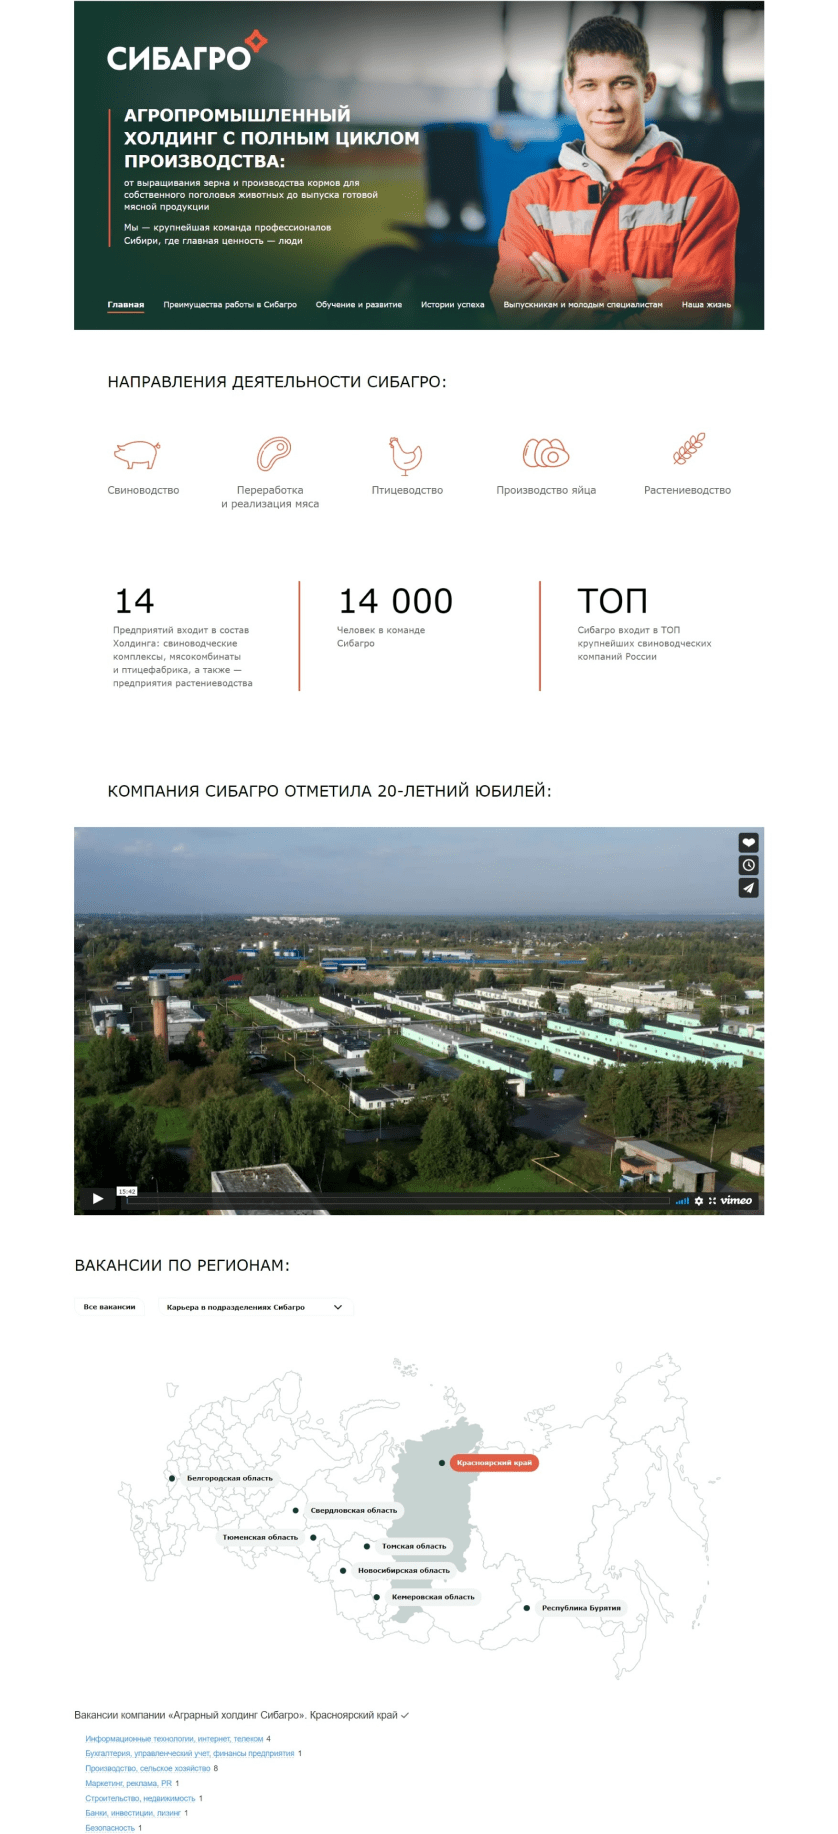 СИБАГРО
АГРОПРОМЫШЛЕННЫЙ
ХОЛДИНГ С ПОЛНЫМ ЦИКЛОМ
ПРОИЗВОДСТВА:
от выращивания зерна и производства кормов для
собственного поголовья животных до выпуска готовой
мясной продукции
Мы — крупнейшая команда профессионалов
Сибири, где главная ценность — люди
Главная Преимущества работы в Сибагро Обучение и развитие Истории успеха Выпускникам и молодым специалистам Наша жизнь
НАПРАВЛЕНИЯ ДЕЯТЕЛЬНОСТИ СИБАГРО:
Свиноводство
Переработка
и реализация мяса
Птицеводство
Производство яйца
Растениеводство
14
Предприятий входит в состав
Холдинга: свиноводческие
комплексы, мясокомбинаты
и птицефабрика, а также —
предприятия растениеводства
14 000
Человек в команде
Сибагро
ТОП
Сибагро входит в ТОП
крупнейших свиноводческих
компаний России
КОМПАНИЯ СИБАГРО ОТМЕТИЛА 20-ЛЕТНИЙ ЮБИЛЕЙ:
15:42
vimeo
ВАКАНСИИ ПО РЕГИОНАМ:
Все вакансии Карьера в подразделениях Сибагро
Красноярский край
Белгородская область
Свердловская область
Тюменская область
Томская область
Новосибирская область
Кемеровская область
Республика Бурятия
Вакансии компании «Аграрный холдинг Сибагро». Красноярский край
Информационные технологии, интернет, телеком 4
Бухгалтерия, управленческий учет, финансы предприятия 1
Производство, сельское хозяйство 8
Маркетинг, реклама, PR 1
Строительство, недвижимость 1
Банки, инвестиции, лизинг 1
Безопасность 1